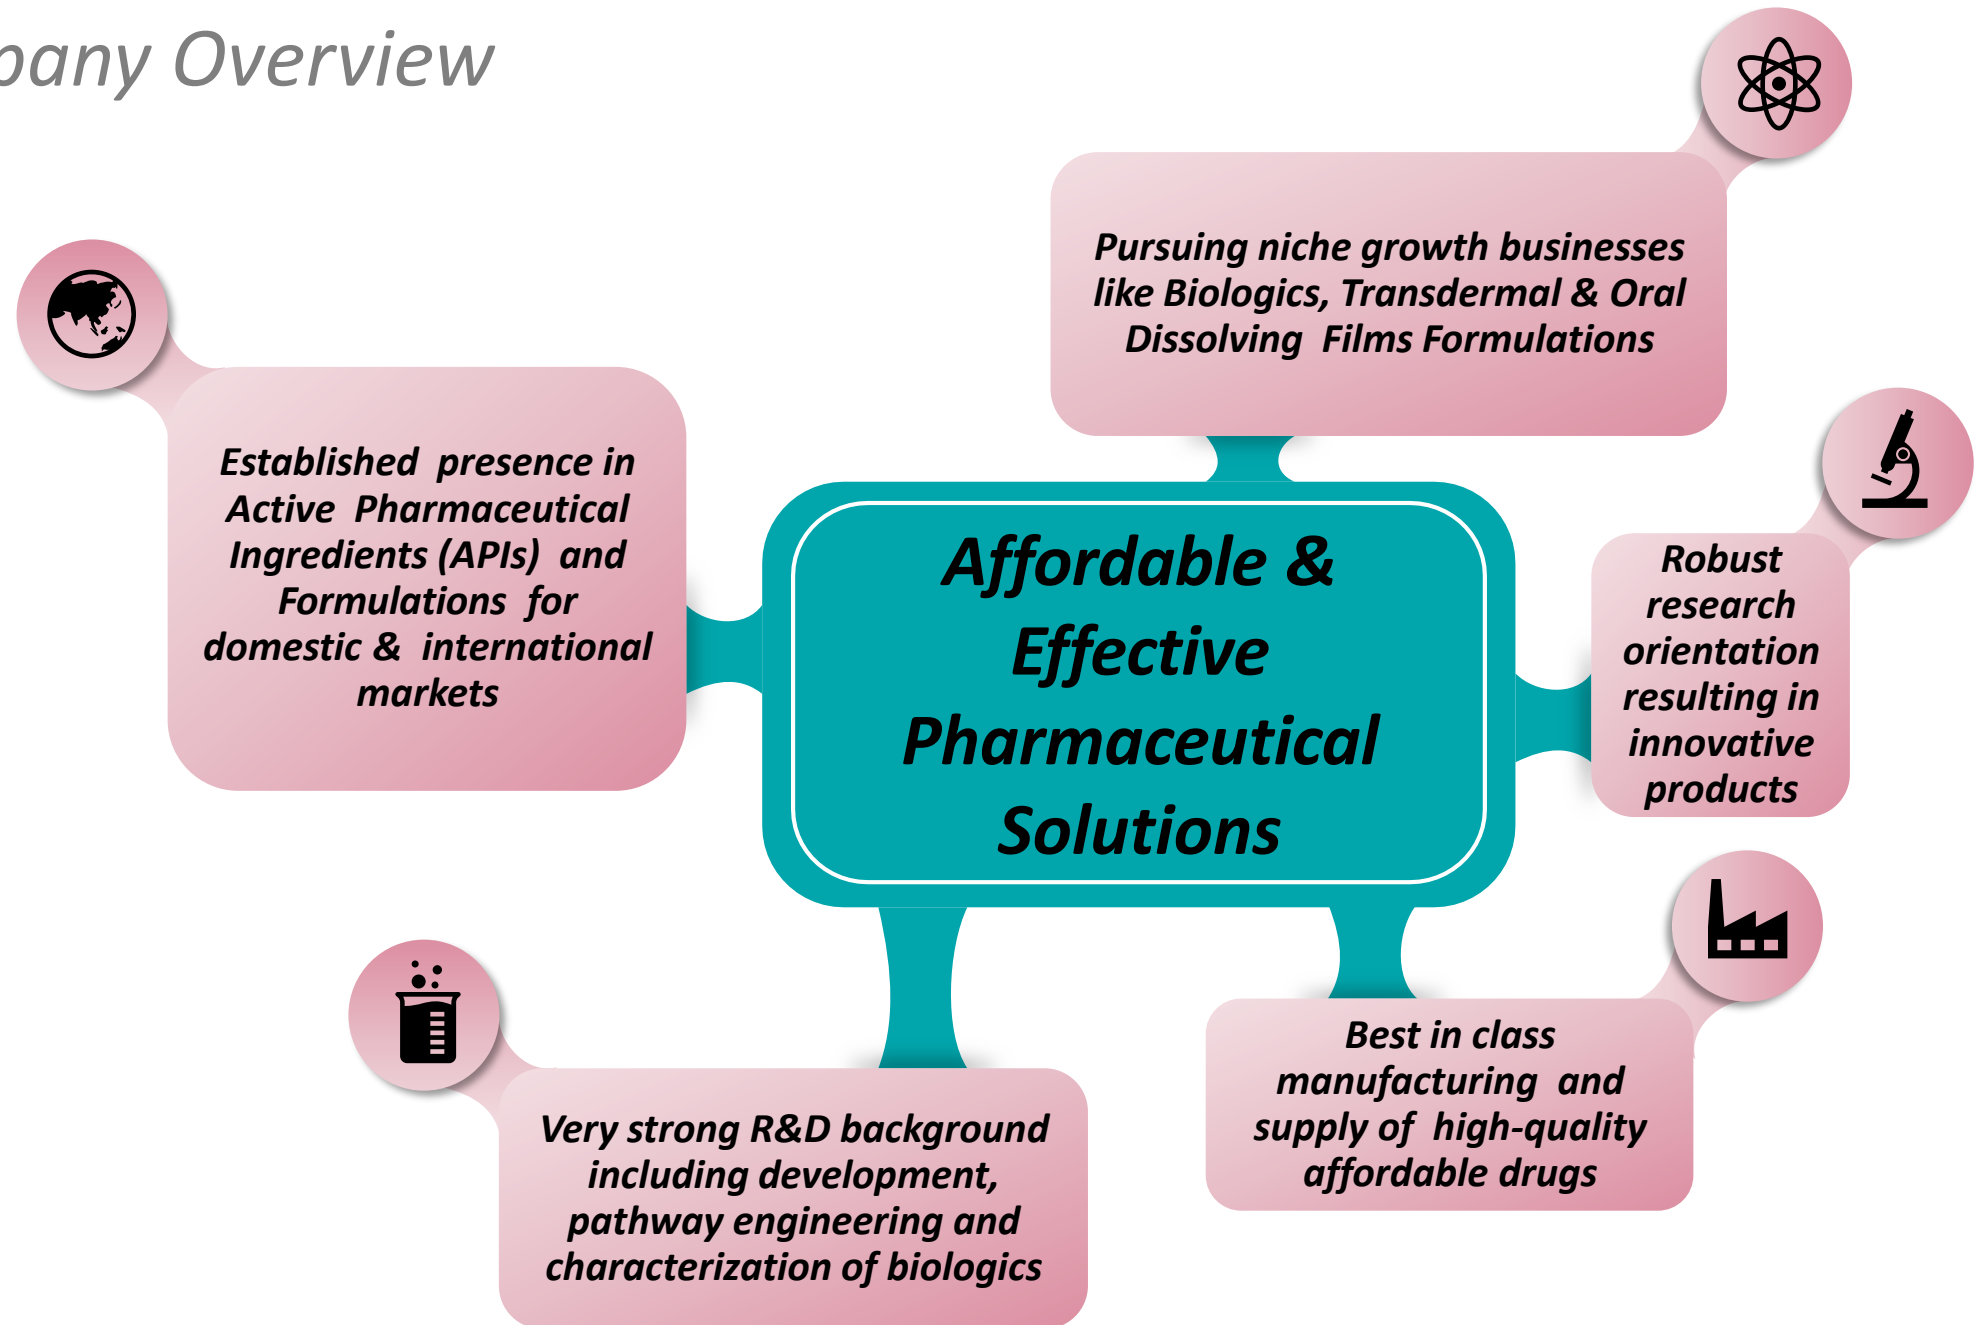 pany Overview
Pursuing niche growth businesses
like Biologics, Transdermal & Oral
Dissolving Films Formulations
Established presence in
Active Pharmaceutical
Ingredients (APIs) and
Formulations for
domestic & international
markets
Affordable &
Effective
Pharmaceutical
Solutions
Robust
research
orientation
resulting in
innovative
products
Very strong R&D background
including development,
pathway engineering and
characterization of biologics
Best in class
manufacturing and
supply of high-quality
affordable drugs